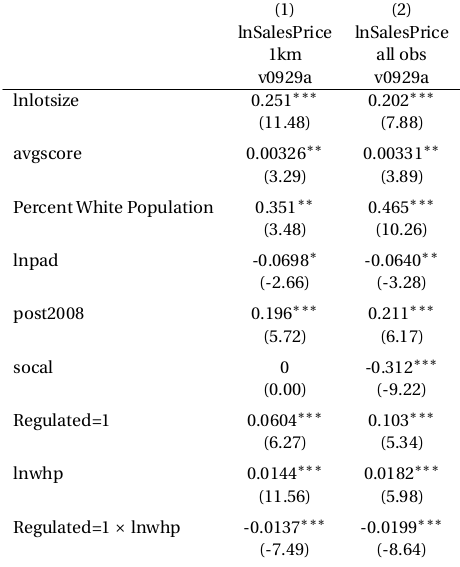 (1) (2)
lnSalesPrice lnSalesPrice
1km all obs
v0929a v0929a
lnlotsize 0.251*** 0.202***
(11.48) (7.88)
avgscore 0.00326** 0.00331**
(3.29) (3.89)
Percent White Population 0.351** 0.465***
(3.48) (10.26)
lnpad -0.0698* -0.0640**
(-2.66) (-3.28)
post2008 0.196*** 0.211***
(5.72) (6.17)
socal 0 -0.312***
(0.00) (-9.22)
Regulated=1 0.0604*** 0.103***
(6.27) (5.34)
lnwhp 0.0144*** 0.0182***
(11.56) (5.98)
Regulated=1 × lnwhp -0.0137*** -0.0199***
(-7.49) (-8.64)